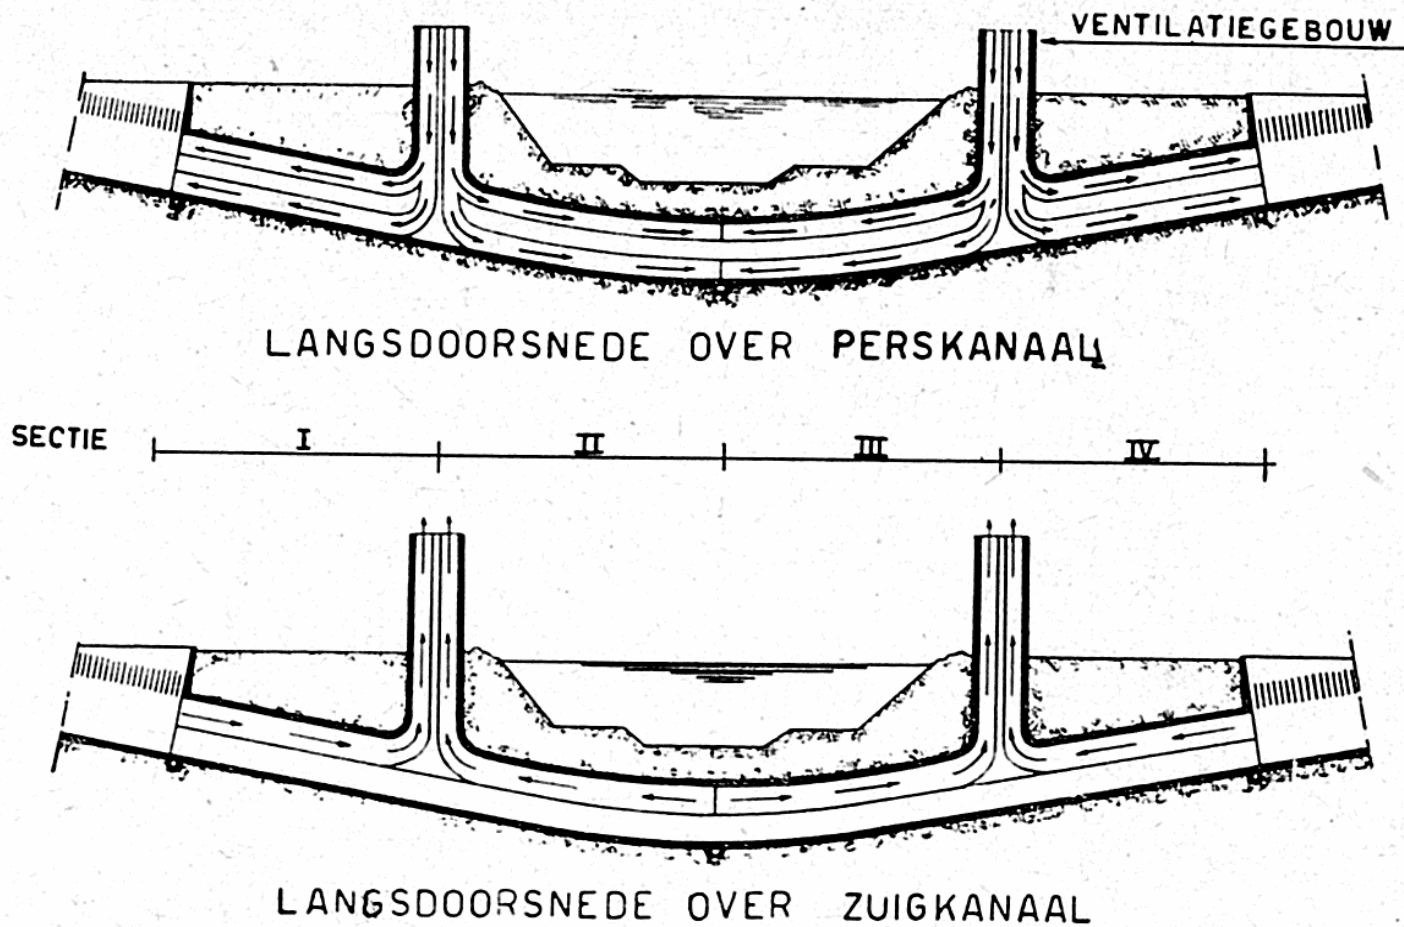 VENTILATIEGEBOUW
LANGSDOORSNEDE OVER PERSKANAAL
SECTIE I II III IV
LANGSDOORSNEDE OVER ZUIGKANAAL